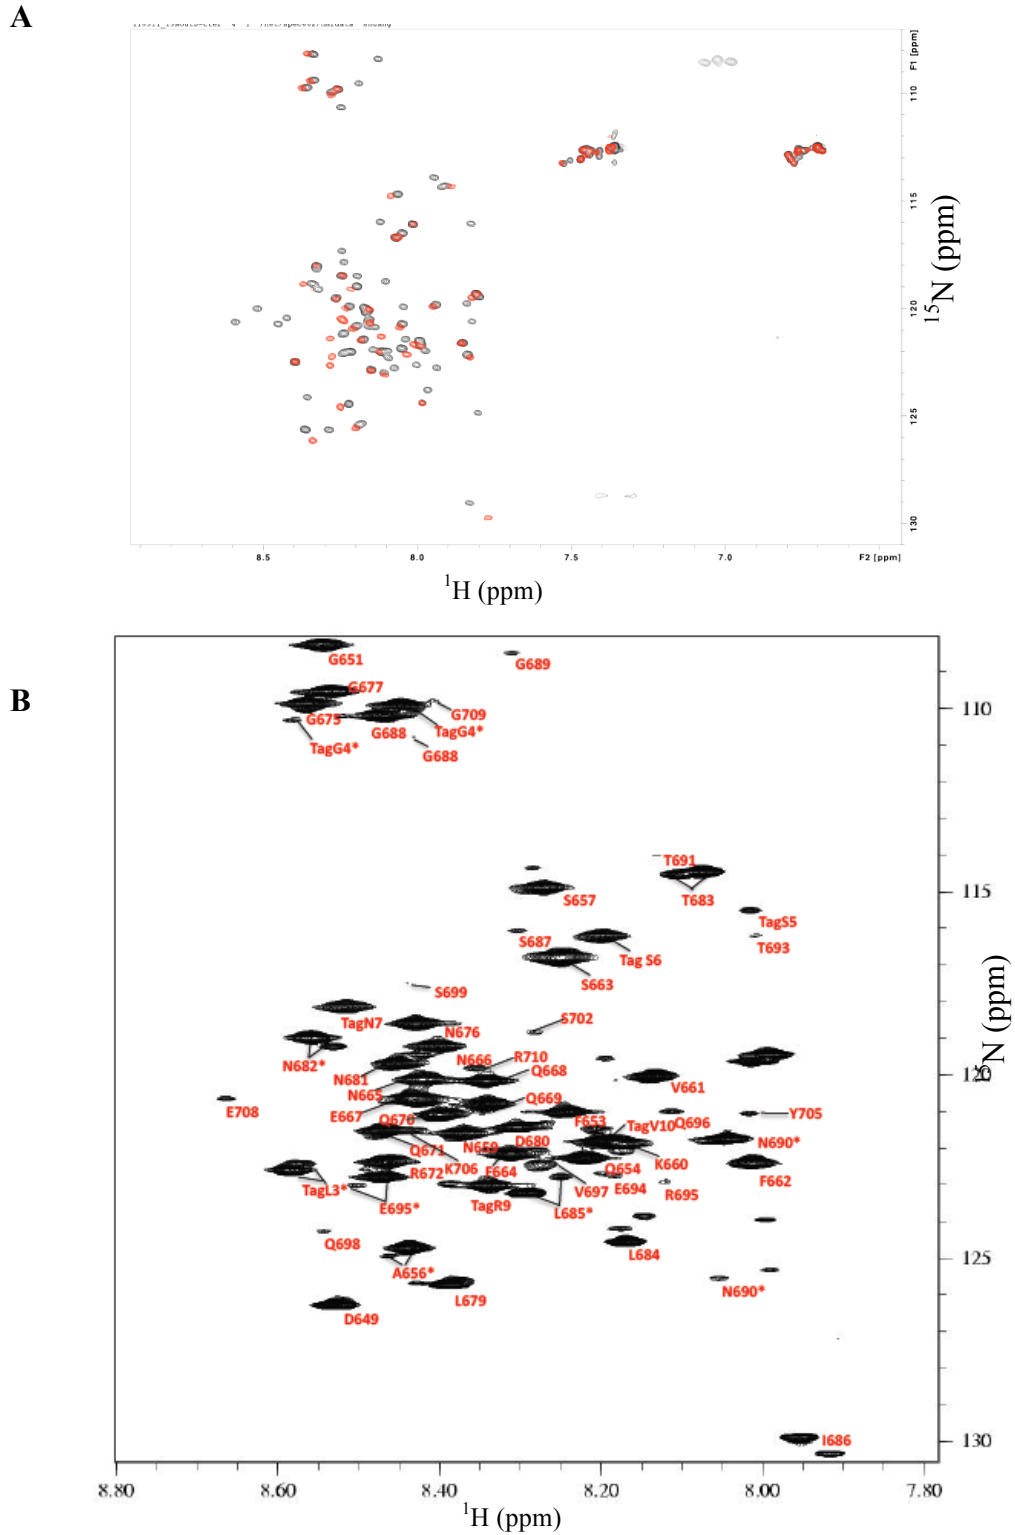 A
F1 [ppm]
110
115
120
125
130
15N (ppm)
8.5 8.0 7.5 7.0 F2 [ppm]
1H (ppm)
B
G651
G689
G677
G675
G709
G688
TagG4*
TagG4*
G688
110
T691
S657
T683
115
TagS5
S687
Tag S6
T693
S663
S699
S702
TagN7
N676
N682*
N666
R710
N681
Q668
120
N665
V661
E708
E667
Q669
Y705
Q670
F653
TagV10
Q696
N659
D680
N690*
Q671
K706
F664
Q654
K660
R672
F662
TagL3*
V697
E694
R695
E695*
TagR9
L685*
Q698
L684
A656*
125
N690*
L679
D649
I686
130
N (ppm)
8.80 8.60 8.40 8.20 8.00 7.80
1H (ppm)